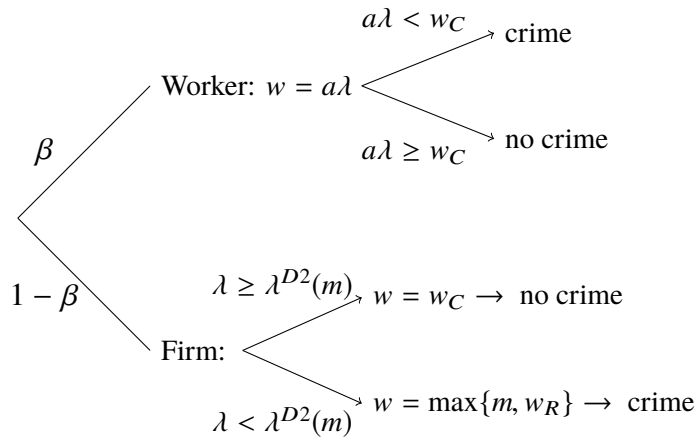 aλ < w_C
crime
Worker: w = aλ
β
no crime
aλ ≥ w_C
λ ≥ λ^{D2}(m)
1 − β
w = w_C → no crime
Firm:
w = max{m, w_R} → crime
λ < λ^{D2}(m)